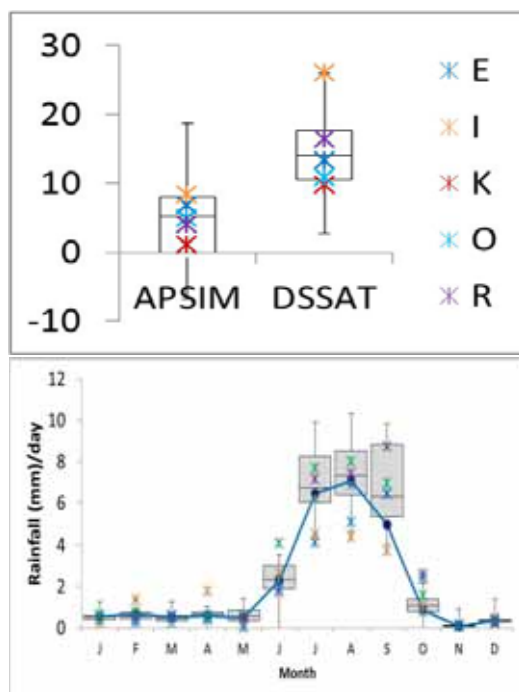 30
20
10
0
-10
APSIM DSSAT
E
I
K
O
R
12
10
8
6
4
2
0
Rainfall (mm)/day
J F M A M J J A S O N D
Month